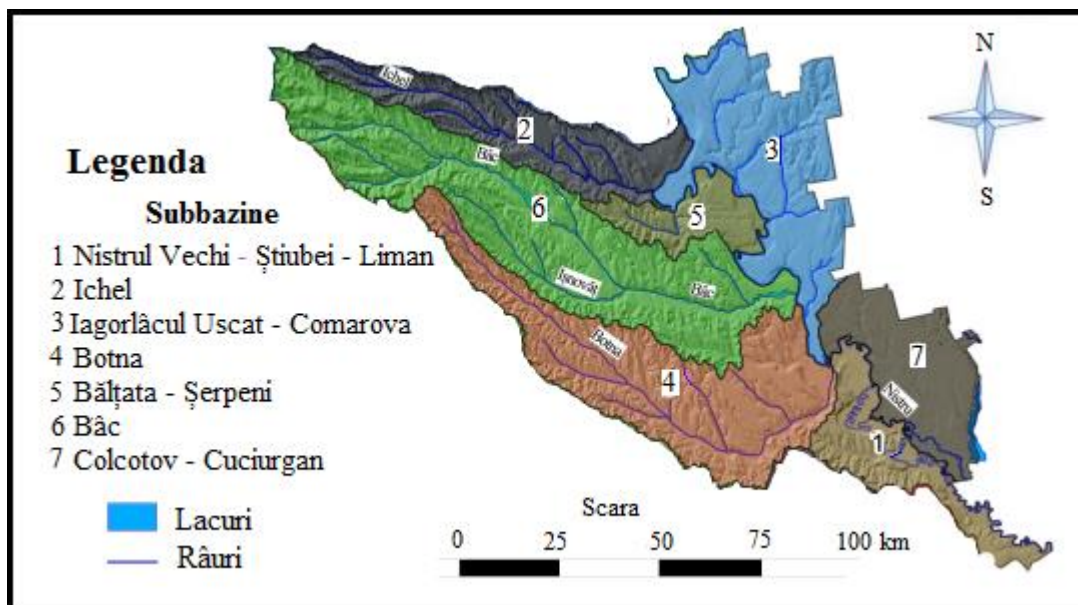 Legenda
Subbazine
1 Nistrul Vechi - Știubei - Liman
2 Ichel
3 Iagorlâcul Uscat - Comarova
4 Botna
5 Bălțata - Șerpeni
6 Bâc
7 Colcotov - Cuciurgan
Lacuri
Râuri
N
S
Ichel
2
3
Bâc
6
5
Ișnovăț
Bâc
Botna
4
7
Nistru
1
Scara
0 25 50 75 100 km